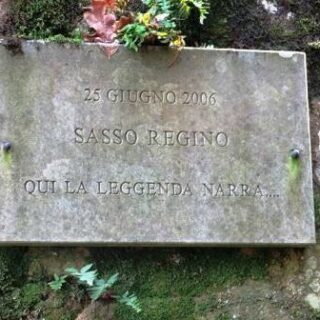 25 GIUGNO 2006
SASSO REGINO
QUI LA LEGGENDA NARRA....